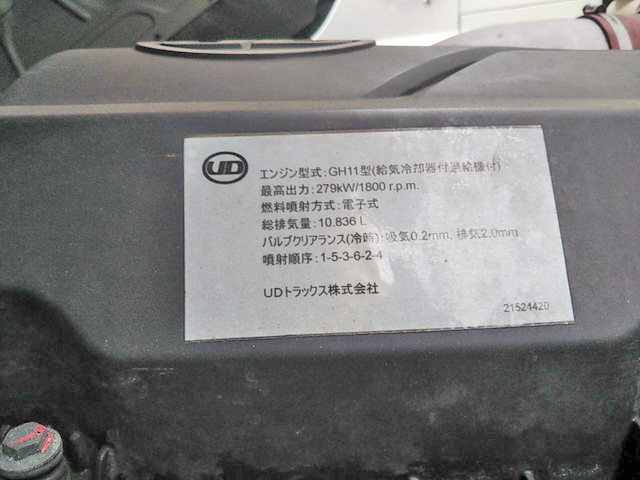 UD
エンジン型式:GH11型(給気冷却器付過給機付)
最高出力:279kW/1800 r.p.m.
燃料噴射方式:電子式
総排気量:10.836 L
バルブクリアランス(冷時):吸気0.2mm, 排気2.0mm
噴射順序:1-5-3-6-2-4
UDトラックス株式会社
21524420